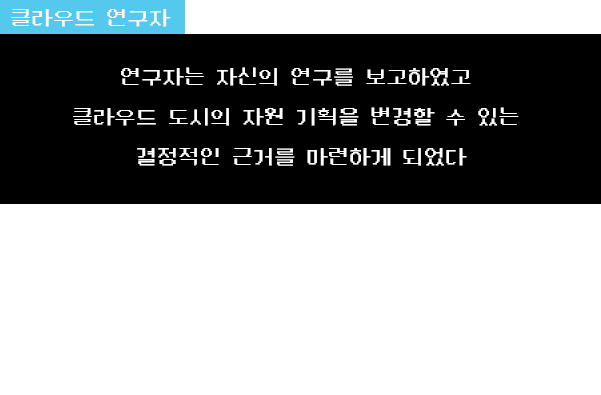 클라우드 연구자
연구자는 자신의 연구를 보고하였고
클라우드 도시의 자원 기획을 변경할 수 있는
결정적인 근거를 마련하게 되었다